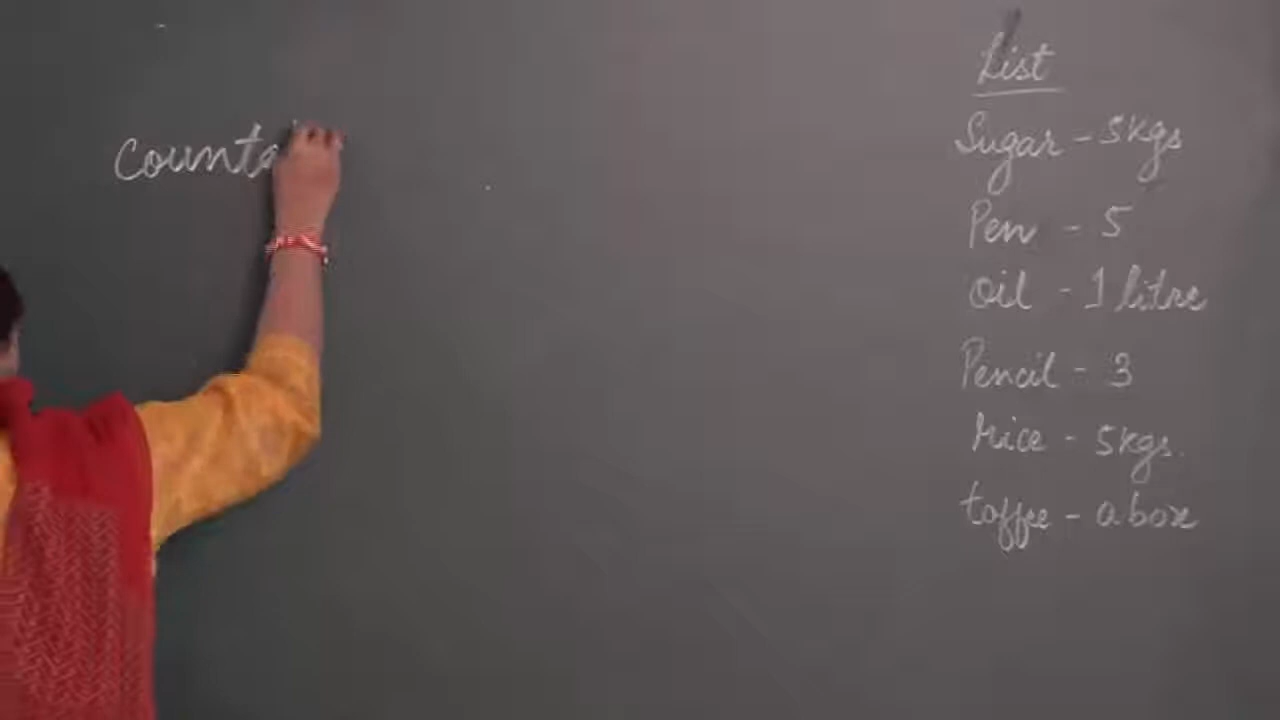 Counta
List
Sugar - 5kgs
Pen - 5
oil - 1 litre
Pencil - 3
Rice - 5kgs.
toffee - a box